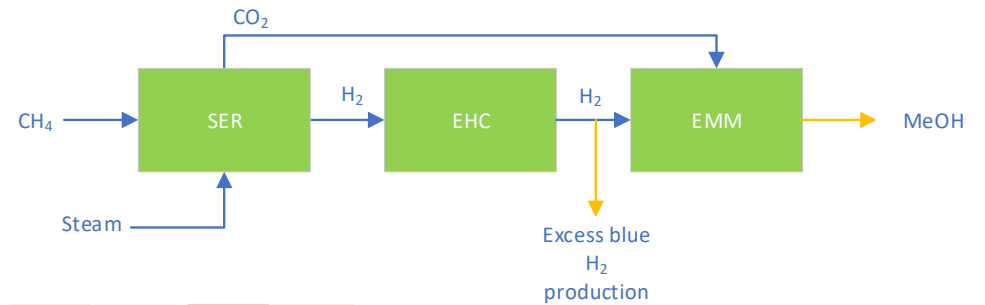 CO₂
CH₄
SER
H₂
EHC
H₂
EMM
MeOH
Steam
Excess blue
H₂
production